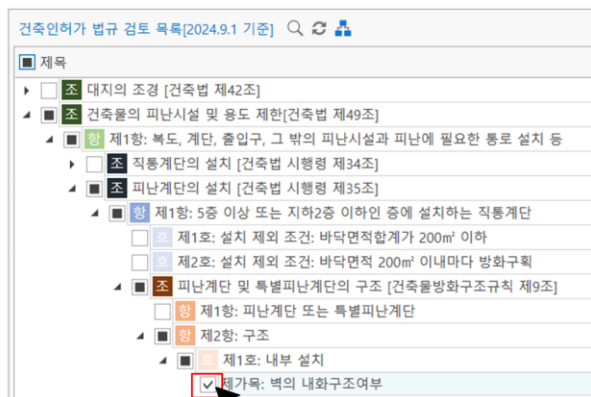 건축인허가 법규 검토 목록[2024.9.1 기준]
제목
조 대지의 조경 [건축법 제42조]
조 건축물의 피난시설 및 용도 제한[건축법 제49조]
항 제1항: 복도, 계단, 출입구, 그 밖의 피난시설과 피난에 필요한 통로 설치 등
조 직통계단의 설치 [건축법 시행령 제34조]
조 피난계단의 설치 [건축법 시행령 제35조]
항 제1항: 5층 이상 또는 지하2층 이하인 층에 설치하는 직통계단
호 제1호: 설치 제외 조건: 바닥면적합계가 200㎡ 이하
호 제2호: 설치 제외 조건: 바닥면적 200㎡ 이내마다 방화구획
조 피난계단 및 특별피난계단의 구조 [건축물방화구조규칙 제9조]
항 제1항: 피난계단 또는 특별피난계단
항 제2항: 구조
호 제1호: 내부 설치
제가목: 벽의 내화구조여부